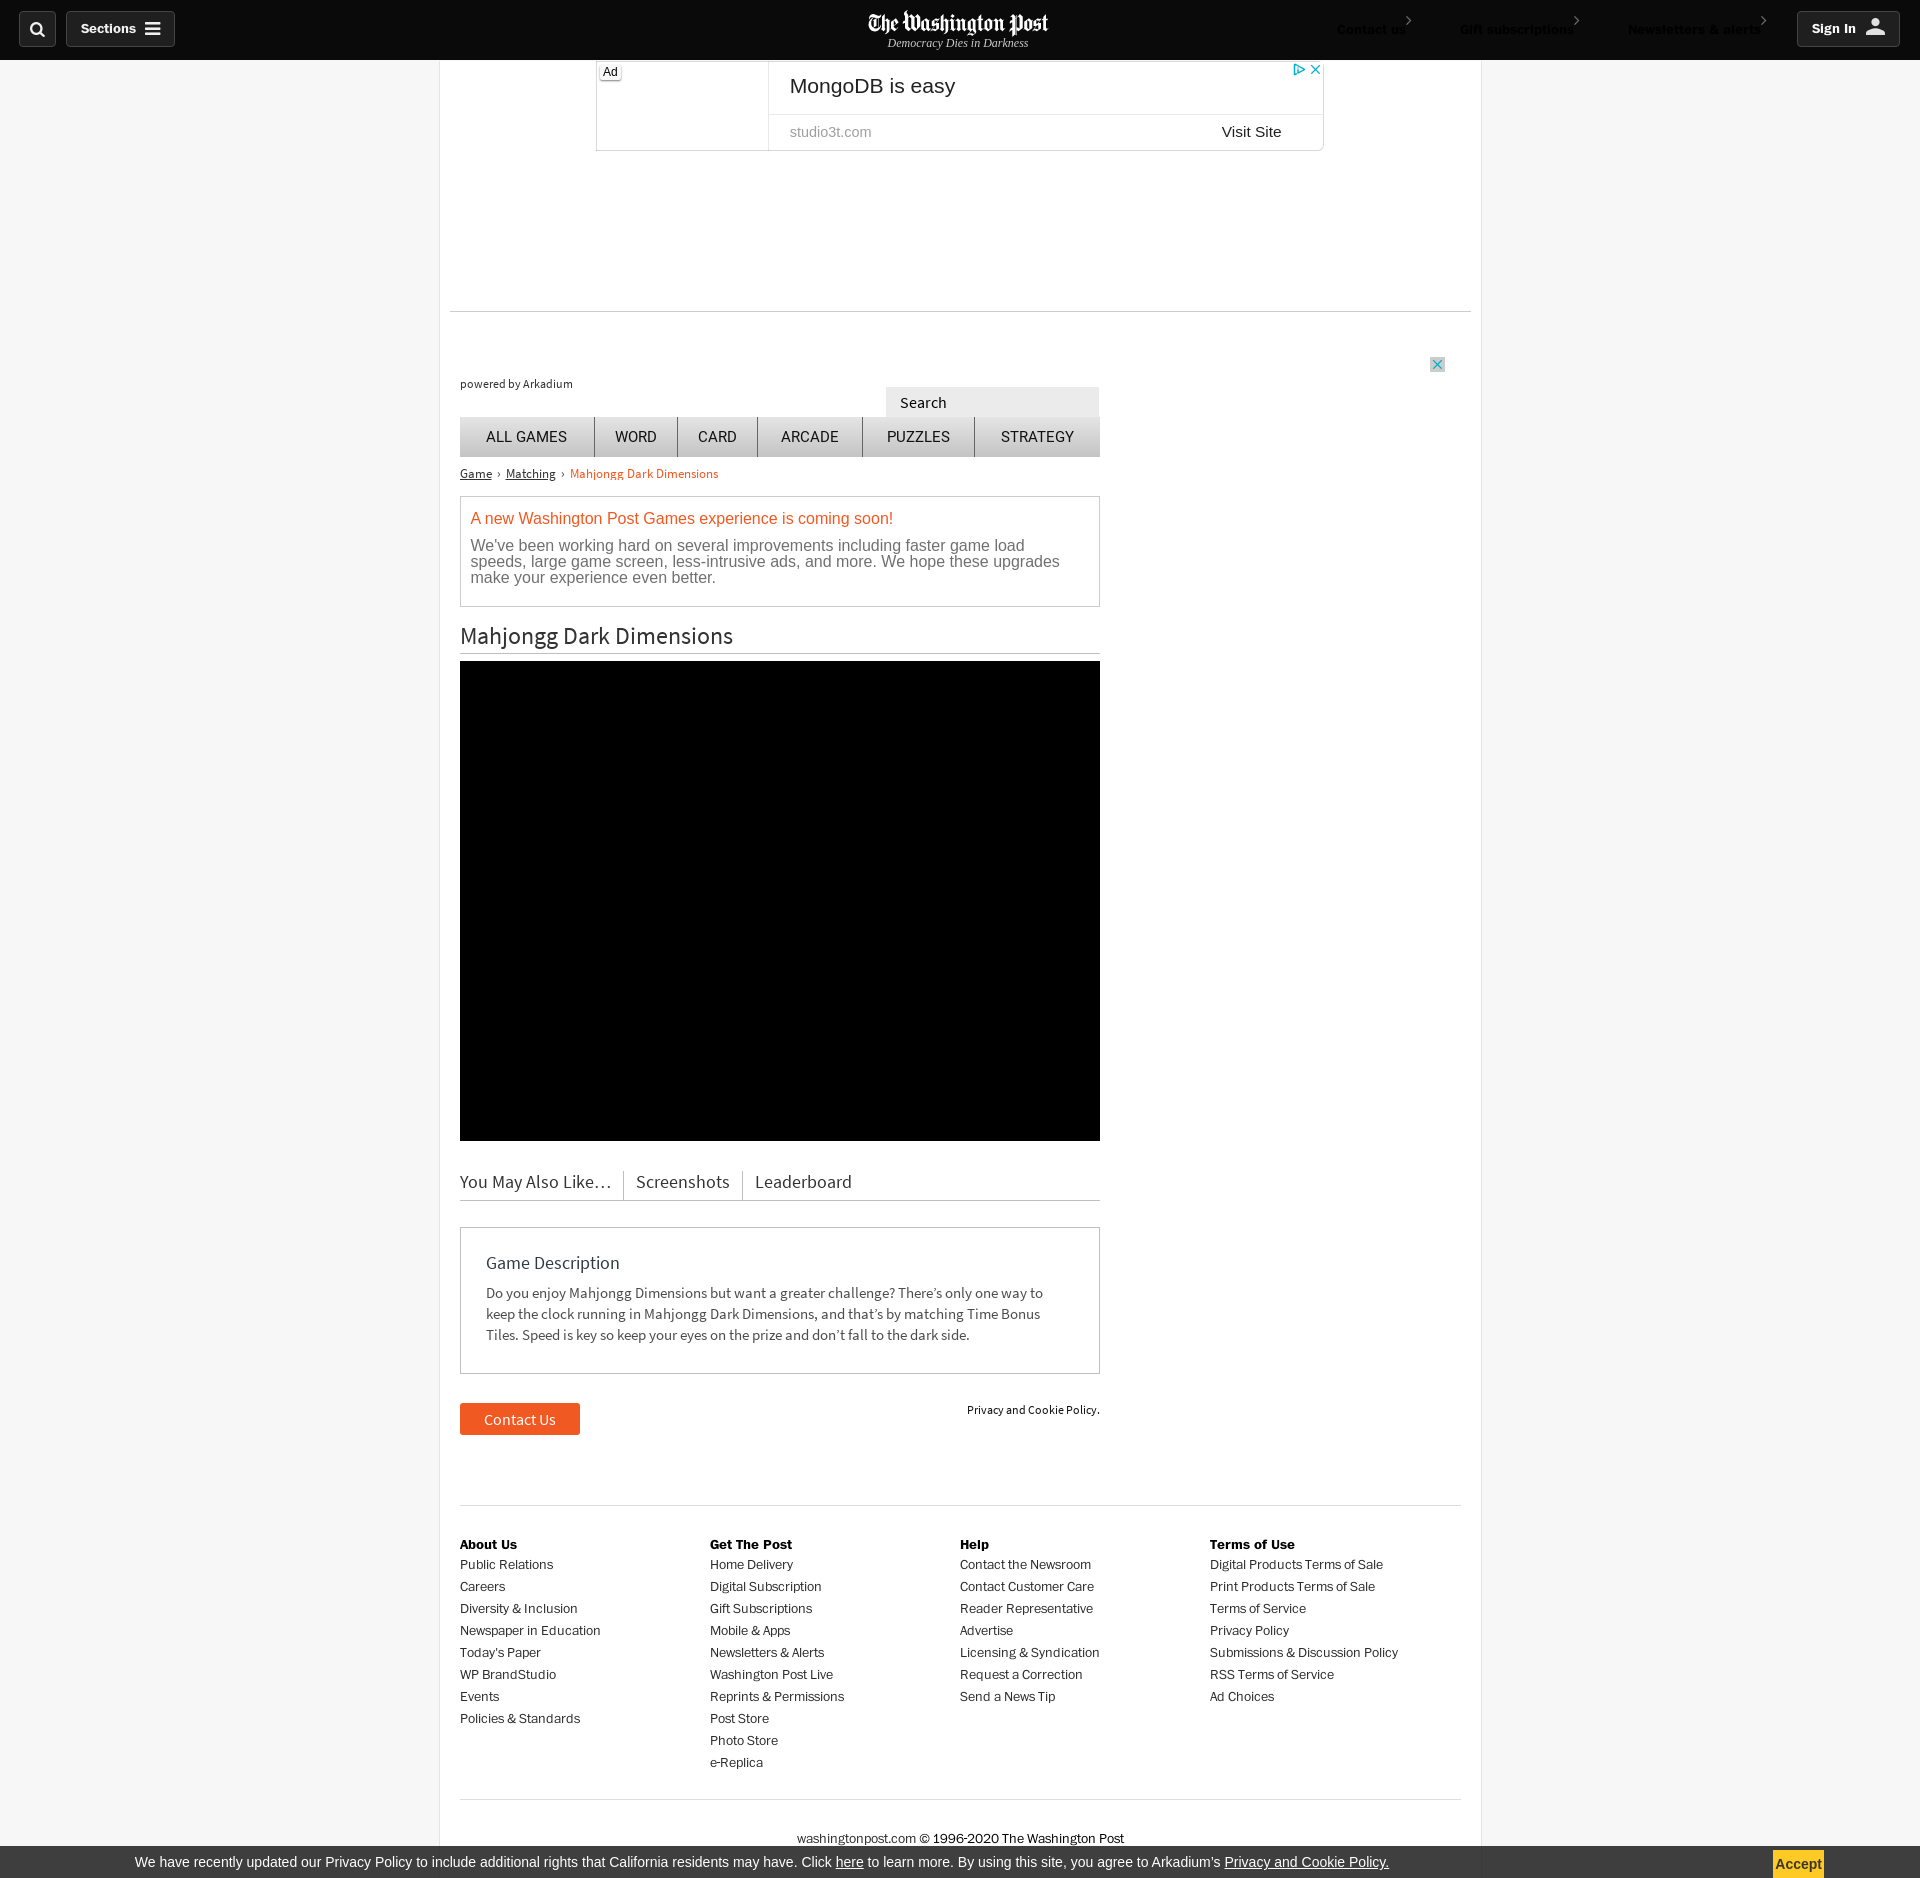 Sections
The Washington Post
Democracy Dies in Darkness
Contact us
Gift subscriptions
Newsletters & alerts
Sign In
Ad
MongoDB is easy
studio3t.com
Visit Site
powered by Arkadium
Search
ALL GAMES WORD CARD ARCADE PUZZLES STRATEGY
Game › Matching › Mahjongg Dark Dimensions
A new Washington Post Games experience is coming soon!
We've been working hard on several improvements including faster game load
speeds, large game screen, less-intrusive ads, and more. We hope these upgrades
make your experience even better.
Mahjongg Dark Dimensions
You May Also Like… Screenshots Leaderboard
Game Description
Do you enjoy Mahjongg Dimensions but want a greater challenge? There’s only one way to
keep the clock running in Mahjongg Dark Dimensions, and that’s by matching Time Bonus
Tiles. Speed is key so keep your eyes on the prize and don’t fall to the dark side.
Contact Us
Privacy and Cookie Policy.
About Us
Public Relations
Careers
Diversity & Inclusion
Newspaper in Education
Today's Paper
WP BrandStudio
Events
Policies & Standards
Get The Post
Home Delivery
Digital Subscription
Gift Subscriptions
Mobile & Apps
Newsletters & Alerts
Washington Post Live
Reprints & Permissions
Post Store
Photo Store
e-Replica
Help
Contact the Newsroom
Contact Customer Care
Reader Representative
Advertise
Licensing & Syndication
Request a Correction
Send a News Tip
Terms of Use
Digital Products Terms of Sale
Print Products Terms of Sale
Terms of Service
Privacy Policy
Submissions & Discussion Policy
RSS Terms of Service
Ad Choices
washingtonpost.com © 1996-2020 The Washington Post
We have recently updated our Privacy Policy to include additional rights that California residents may have. Click here to learn more. By using this site, you agree to Arkadium's Privacy and Cookie Policy.
Accept